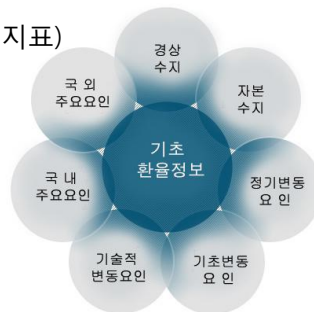 지표)
경상
수지
자본
수지
정기변동
요 인
기초변동
요 인
기술적
변동요인
국 내
주요요인
국 외
주요요인
기초
환율정보